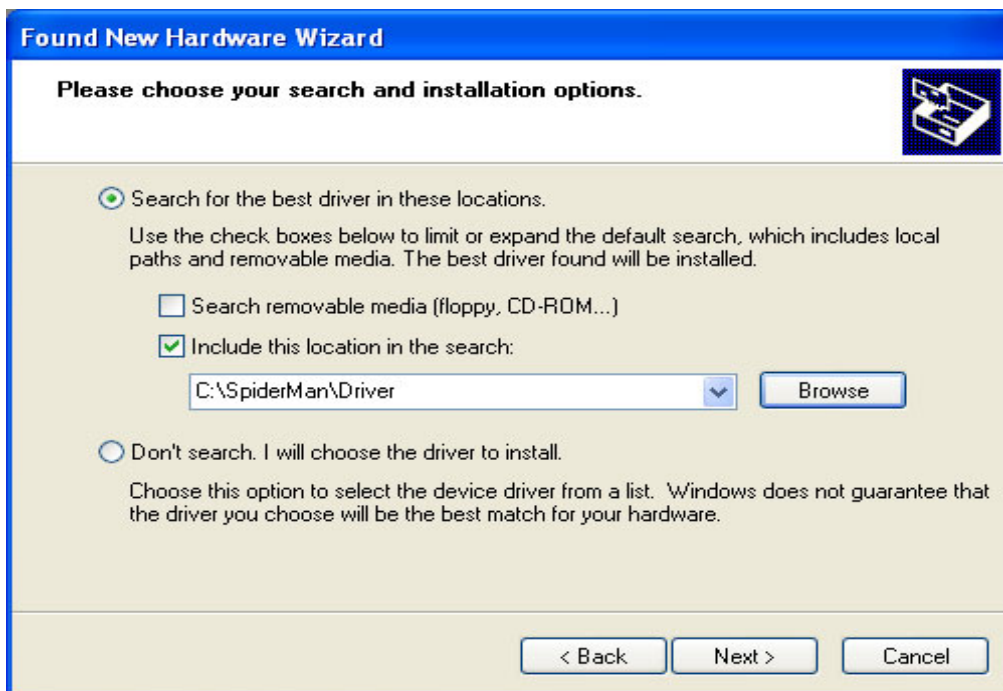 Found New Hardware Wizard
Please choose your search and installation options.
Search for the best driver in these locations.
Use the check boxes below to limit or expand the default search, which includes local
paths and removable media. The best driver found will be installed.
Search removable media (floppy, CD-ROM...)
Include this location in the search:
C:\SpiderMan\Driver
Browse
Don't search. I will choose the driver to install.
Choose this option to select the device driver from a list. Windows does not guarantee that
the driver you choose will be the best match for your hardware.
< Back
Next >
Cancel